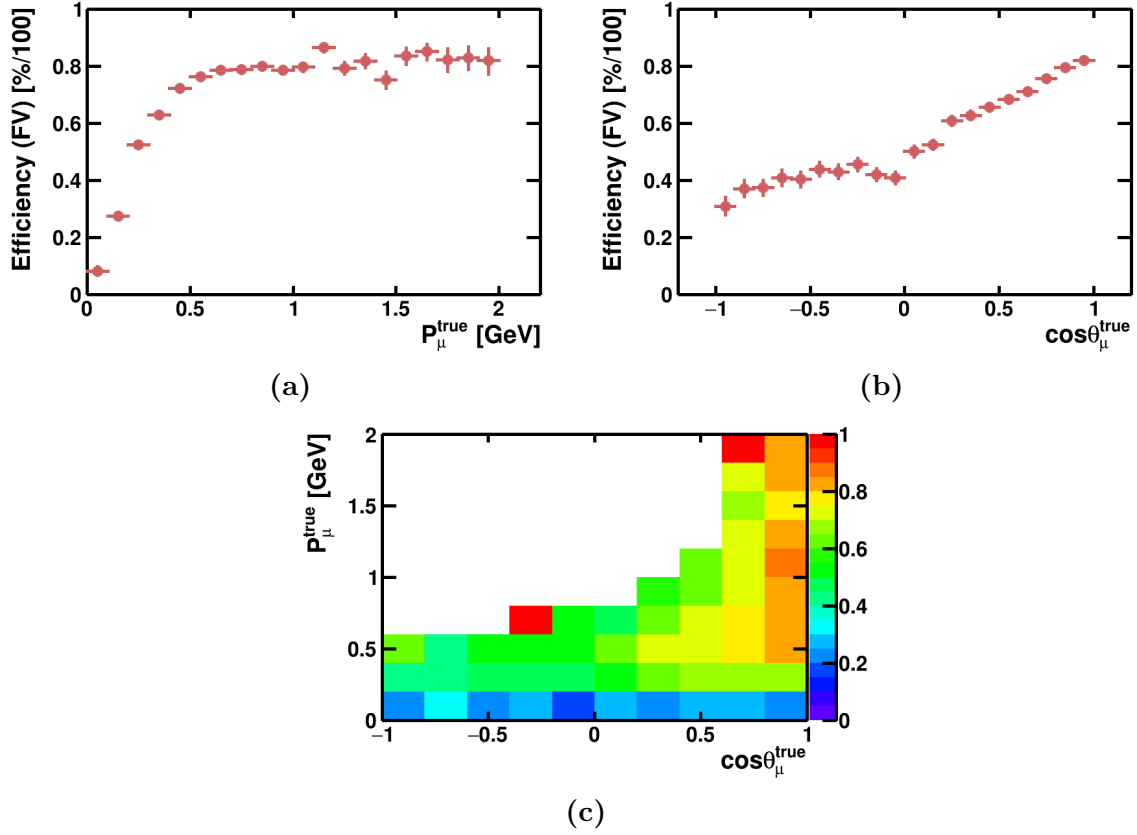 Efficiency (FV) [%/100]
1
0.8
0.6
0.4
0.2
0
0 0.5 1 1.5 2
P_μ^true [GeV]
(a)
Efficiency (FV) [%/100]
1
0.8
0.6
0.4
0.2
0
−1 −0.5 0 0.5 1
cosθ_μ^true
(b)
P_μ^true [GeV]
2
1.5
1
0.5
0
−1 −0.5 0 0.5 1
cosθ_μ^true
1
0.8
0.6
0.4
0.2
0
(c)